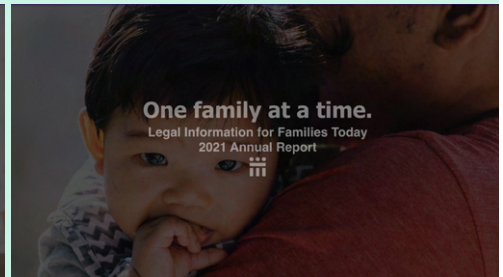 One family at a time.
Legal Information for Families Today
2021 Annual Report